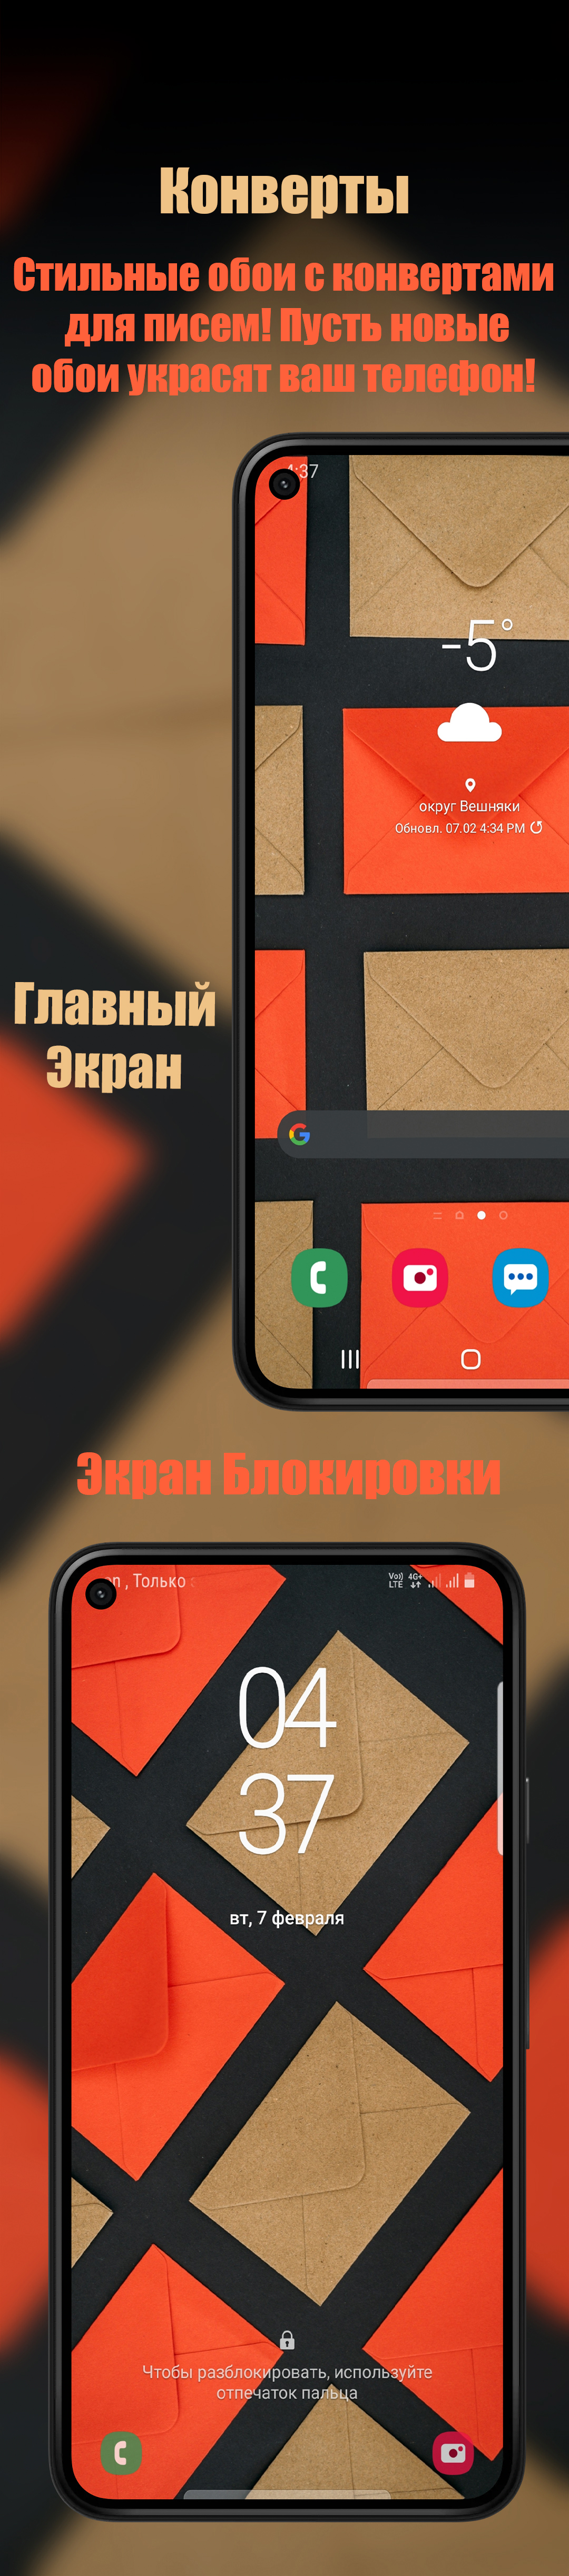 Конверты
Стильные обои с конвертами
для писем! Пусть новые
обои украсят ваш телефон!
4:37
-5°
округ Вешняки
Обновл. 07.02 4:34 PM
Главный
Экран
G
Экран Блокировки
, Только
Vo)) 4G+
LTE
04
37
вт, 7 февраля
Чтобы разблокировать, используйте
отпечаток пальца